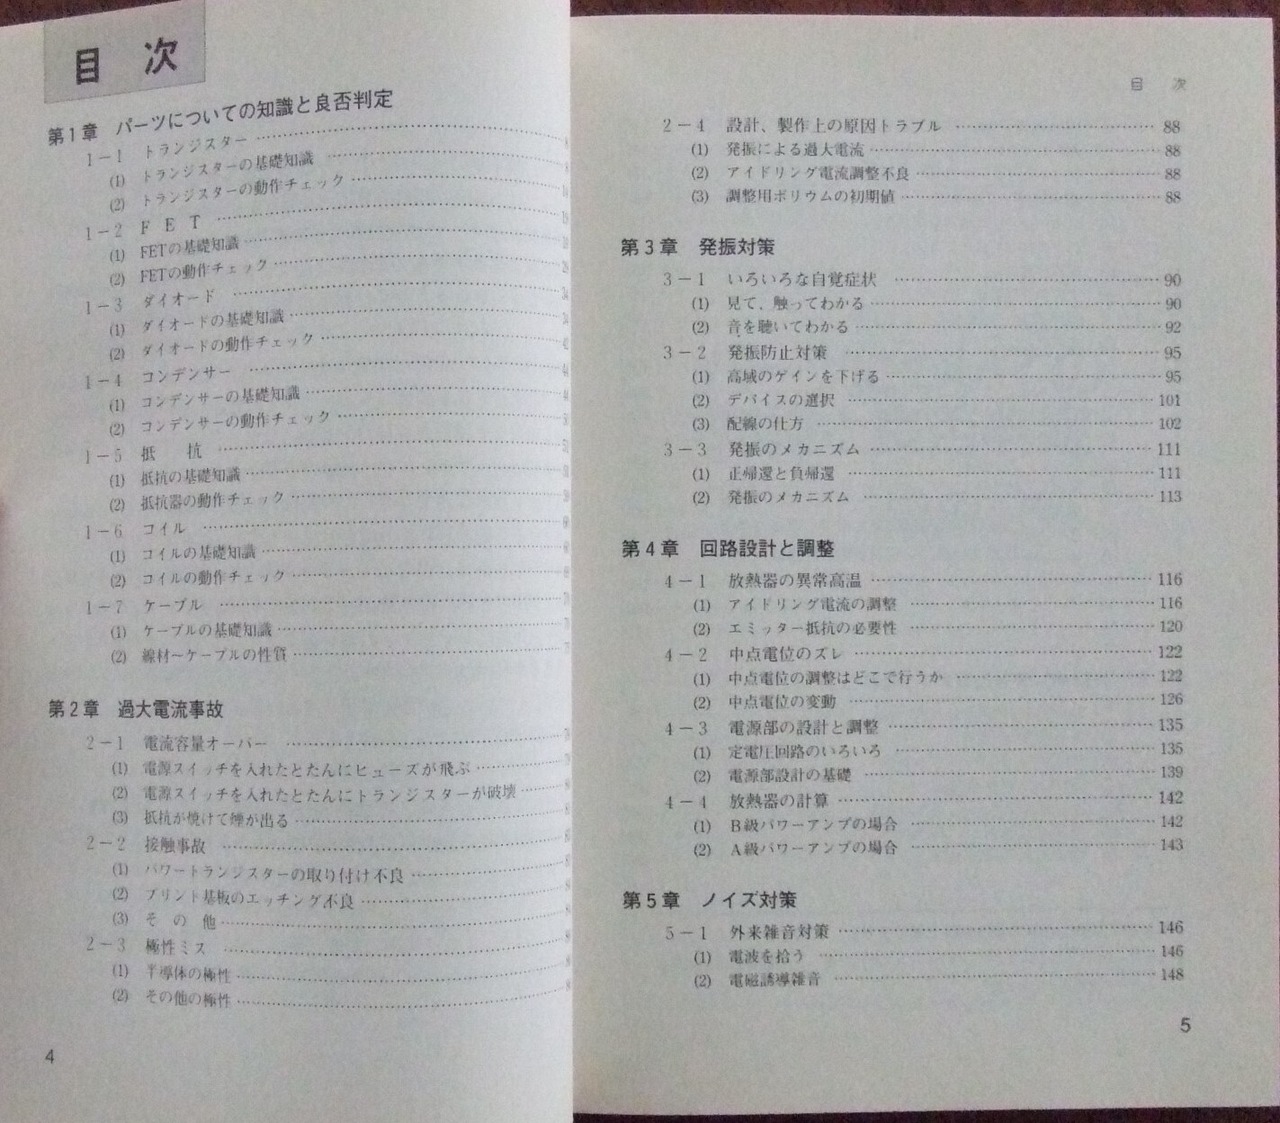 目 次
第1章 パーツについての知識と良否判定
1－1 トランジスター
(1) トランジスターの基礎知識
(2) トランジスターの動作チェック
1－2 F E T
(1) FETの基礎知識
(2) FETの動作チェック
1－3 ダイオード
(1) ダイオードの基礎知識
(2) ダイオードの動作チェック
1－4 コンデンサー
(1) コンデンサーの基礎知識
(2) コンデンサーの動作チェック
1－5 抵 抗
(1) 抵抗の基礎知識
(2) 抵抗器の動作チェック
1－6 コイル
(1) コイルの基礎知識
(2) コイルの動作チェック
1－7 ケーブル
(1) ケーブルの基礎知識
(2) 線材〜ケーブルの性質
第2章 過大電流事故
2－1 電流容量オーバー
(1) 電源スイッチを入れたとたんにヒューズが飛ぶ
(2) 電源スイッチを入れたとたんにトランジスターが破壊
(3) 抵抗が焼けて煙が出る
2－2 接触事故
(1) パワートランジスターの取り付け不良
(2) プリント基板のエッチング不良
(3) そ の 他
2－3 極性ミス
(1) 半導体の極性
(2) その他の極性
4
目 次
2－4 設計、製作上の原因トラブル 88
(1) 発振による過大電流 88
(2) アイドリング電流調整不良 88
(3) 調整用ボリウムの初期値 88
第3章 発振対策
3－1 いろいろな自覚症状 90
(1) 見て、触ってわかる 90
(2) 音を聴いてわかる 92
3－2 発振防止対策 95
(1) 高域のゲインを下げる 95
(2) デバイスの選択 101
(3) 配線の仕方 102
3－3 発振のメカニズム 111
(1) 正帰還と負帰還 111
(2) 発振のメカニズム 113
第4章 回路設計と調整
4－1 放熱器の異常高温 116
(1) アイドリング電流の調整 116
(2) エミッター抵抗の必要性 120
4－2 中点電位のズレ 122
(1) 中点電位の調整はどこで行うか 122
(2) 中点電位の変動 126
4－3 電源部の設計と調整 135
(1) 定電圧回路のいろいろ 135
(2) 電源部設計の基礎 139
4－4 放熱器の計算 142
(1) B級パワーアンプの場合 142
(2) A級パワーアンプの場合 143
第5章 ノイズ対策
5－1 外来雑音対策 146
(1) 電波を拾う 146
(2) 電磁誘導雑音 148
5